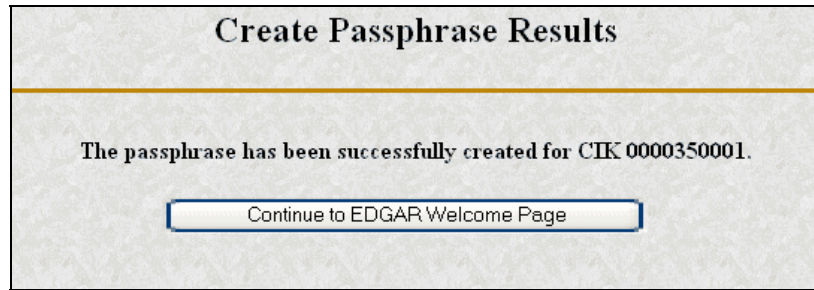 Create Passphrase Results
The passphrase has been successfully created for CIK 0000350001.
Continue to EDGAR Welcome Page